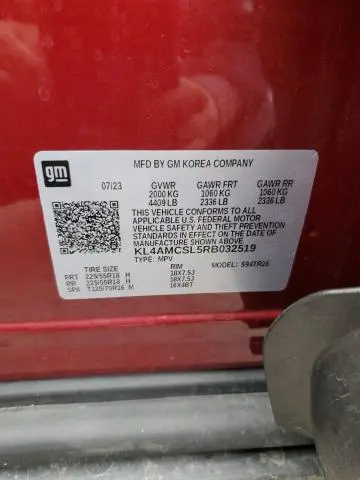 gm
MFD BY GM KOREA COMPANY
07/23 GVWR GAWR FRT GAWR RR
2000 KG 1060 KG 1060 KG
4409 LB 2336 LB 2336 LB
THIS VEHICLE CONFORMS TO ALL
APPLICABLE U.S. FEDERAL MOTOR
VEHICLE SAFETY AND THEFT
PREVENTION STANDARDS IN EFFECT
ON THE DATE OF MANUFACTURE
SHOWN ABOVE.
KL4AMCSL5RB032519
TYPE: MPV MODEL: 594TR26
TIRE SIZE RIM
FRT 225/55R18 H 18X7.5J
RR 225/55R18 H 18X7.5J
SPA T125/70R16 M 16X4BT